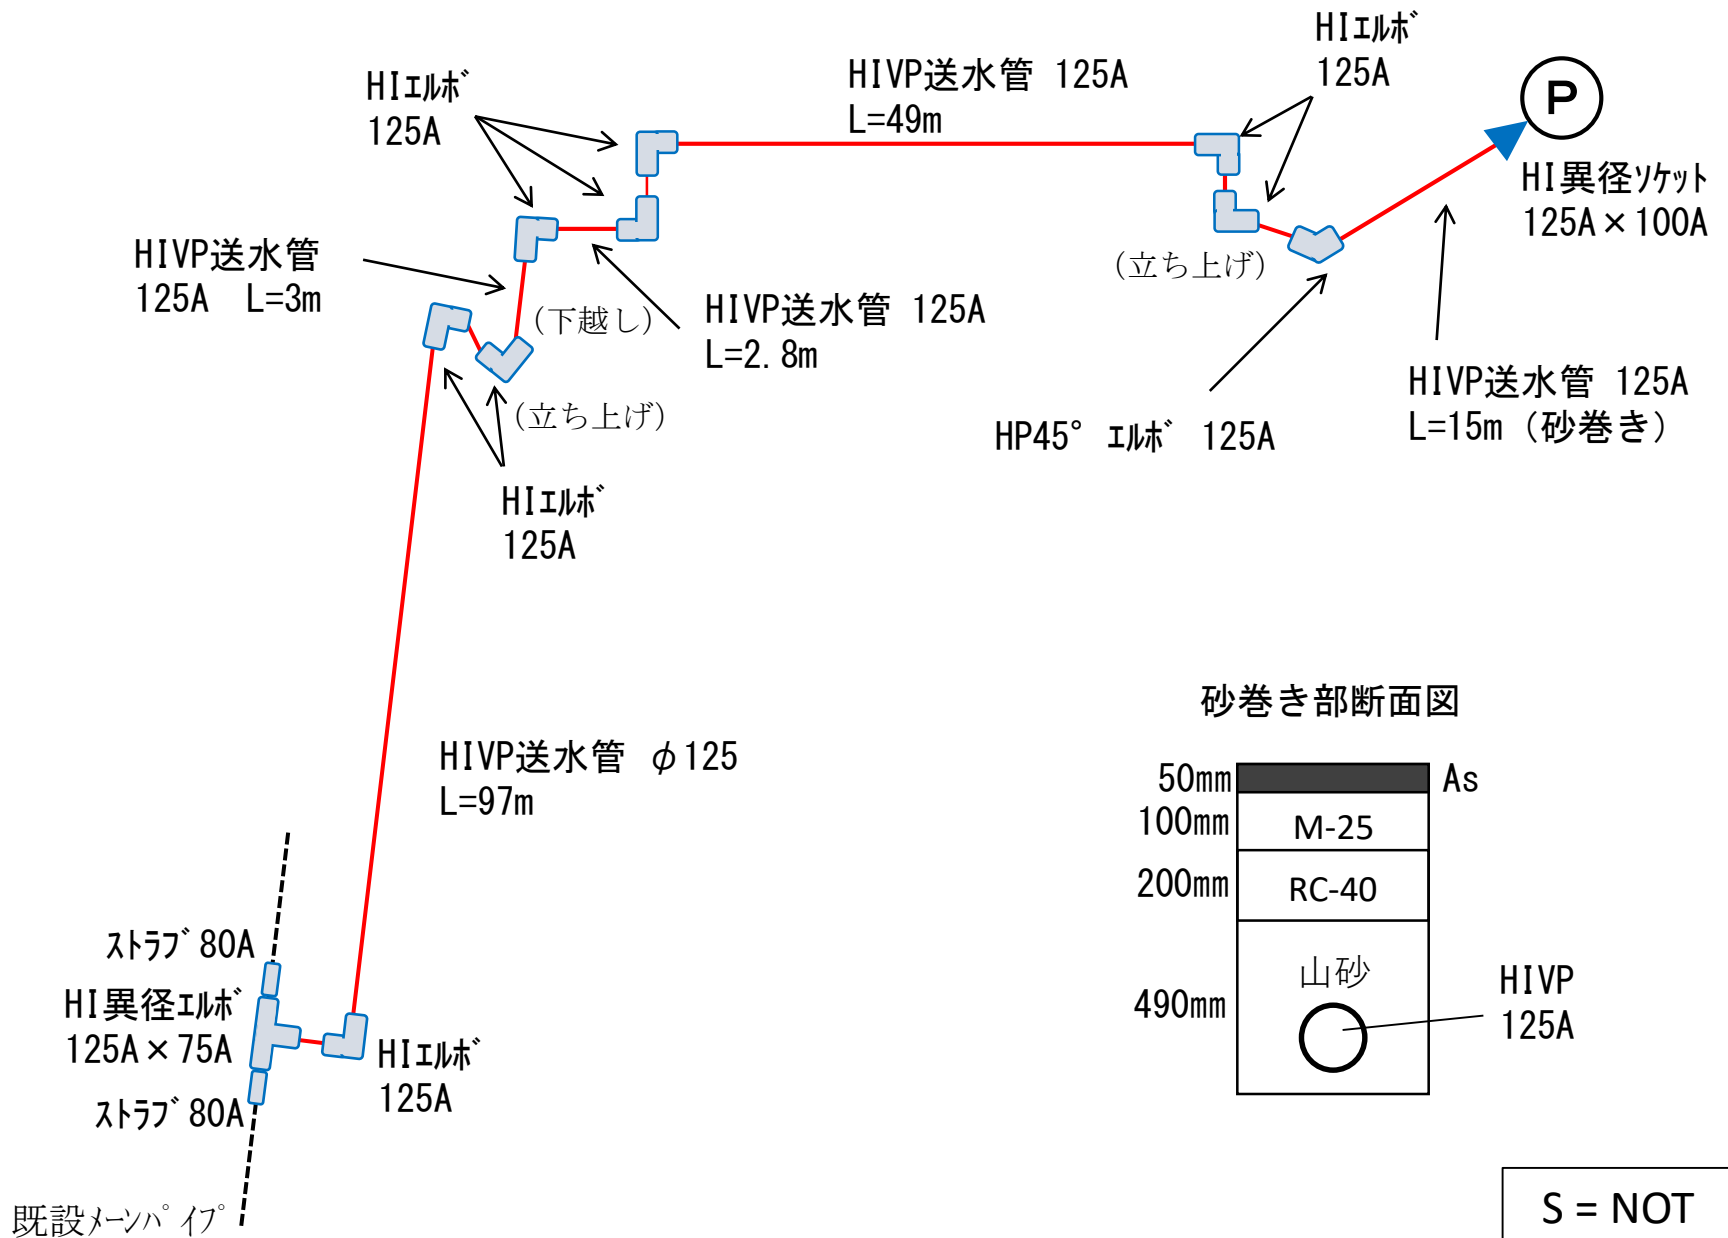 HIエルボ
125A
HIVP送水管 125A
L=49m
HIエルボ
125A
P
HI異径ソケット
125A×100A
HIVP送水管
125A L=3m
(下越し)
HIVP送水管 125A
L=2.8m
(立ち上げ)
(立ち上げ)
HP45°エルボ 125A
HIVP送水管 125A
L=15m(砂巻き)
HIエルボ
125A
HIVP送水管 φ125
L=97m
ストラブ80A
HI異径エルボ
125A×75A
ストラブ80A
HIエルボ
125A
既設メーンパイプ
砂巻き部断面図
50mm
As
100mm
M-25
200mm
RC-40
490mm
山砂
HIVP
125A
S = NOT